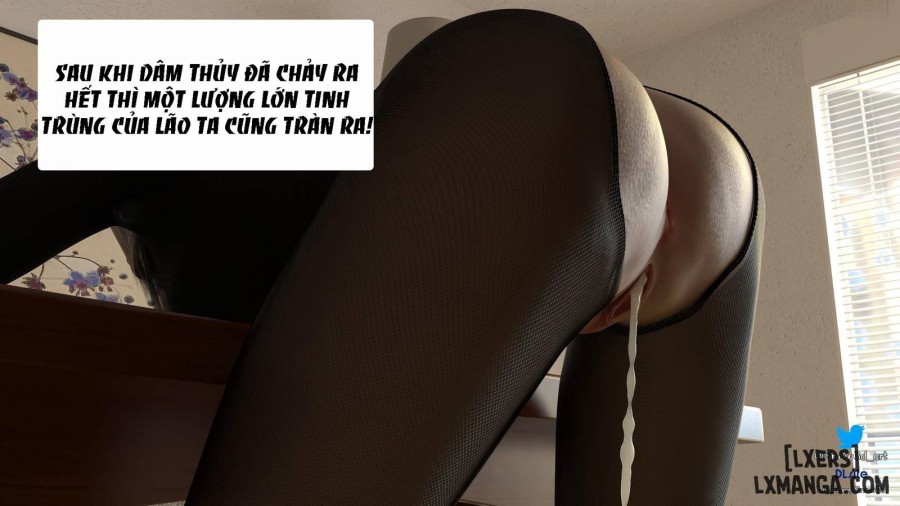 SAU KHI DÂM THỦY ĐÃ CHẢY RA
HẾT THÌ MỘT LƯỢNG LỚN TINH
TRÙNG CỦA LÃO TA CŨNG TRÀN RA!
[LXERS]
LXMANGA.COM